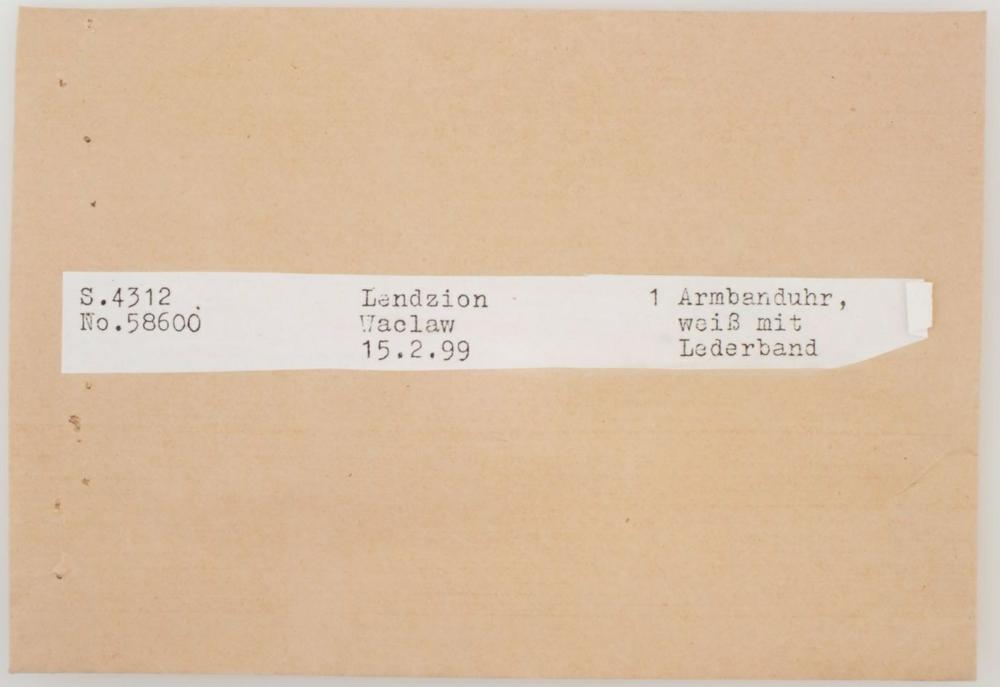 S.4312
No.58600
Lendzion
Waclaw
15.2.99
1 Armbanduhr,
weiß mit
Lederband